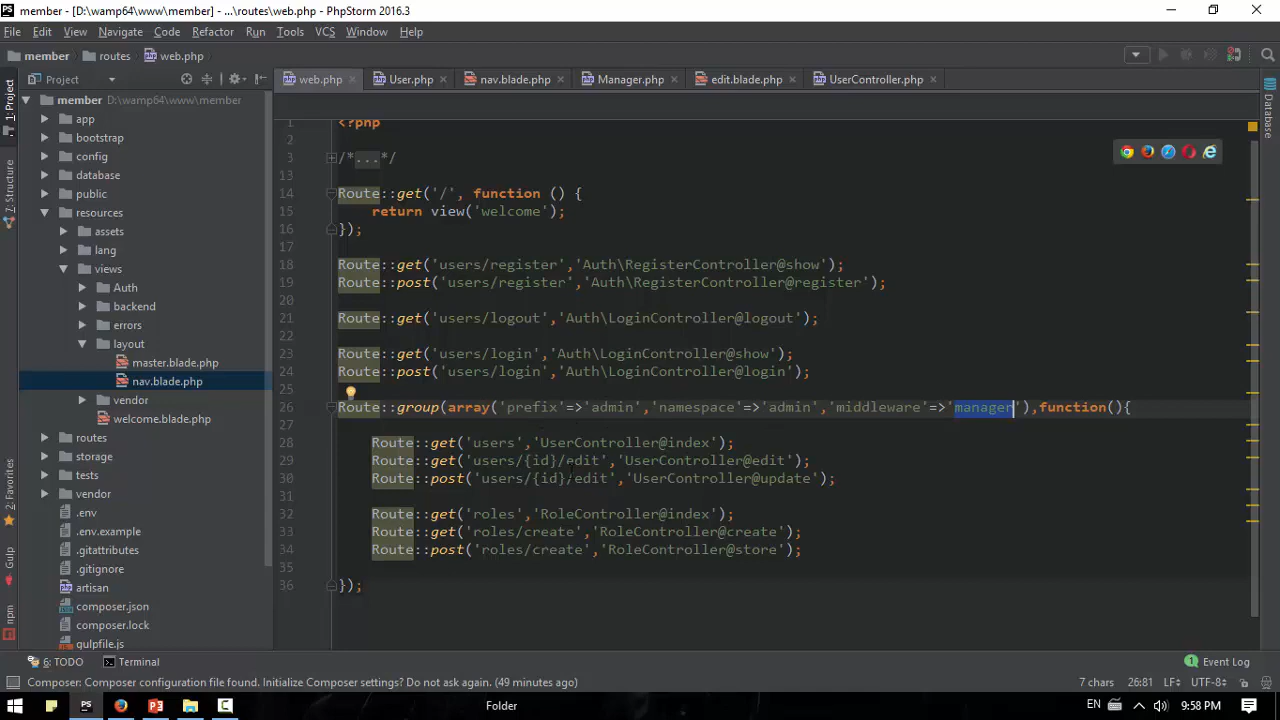 member - [D:\wamp64\www\member] - ...\routes\web.php - PhpStorm 2016.3
File Edit View Navigate Code Refactor Run Tools VCS Window Help
member routes web.php
Project
web.php User.php nav.blade.php Manager.php edit.blade.php UserController.php
1: Project
7: Structure
2: Favorites
Gulp
npm
Database
member D:\wamp64\www\member
app
bootstrap
config
database
public
resources
assets
lang
views
Auth
backend
errors
layout
master.blade.php
nav.blade.php
vendor
welcome.blade.php
routes
storage
tests
vendor
.env
.env.example
.gitattributes
.gitignore
artisan
composer.json
composer.lock
gulpfile.js
1 <?php
2
3 /*...*/
13
14 Route::get('/', function () {
15 return view('welcome');
16 });
17
18 Route::get('users/register','Auth\RegisterController@show');
19 Route::post('users/register','Auth\RegisterController@register');
20
21 Route::get('users/logout','Auth\LoginController@logout');
22
23 Route::get('users/login','Auth\LoginController@show');
24 Route::post('users/login','Auth\LoginController@login');
25
26 Route::group(array('prefix'=>'admin','namespace'=>'admin','middleware'=>'manager'),function(){
27
28 Route::get('users','UserController@index');
29 Route::get('users/{id}/edit','UserController@edit');
30 Route::post('users/{id}/edit','UserController@update');
31
32 Route::get('roles','RoleController@index');
33 Route::get('roles/create','RoleController@create');
34 Route::post('roles/create','RoleController@store');
35
36 });
6: TODO Terminal Event Log
Composer: Composer configuration file found. Initialize Composer settings? Do not ask again. (49 minutes ago) 7 chars 26:81 LF÷ UTF-8÷
Folder EN 9:58 PM